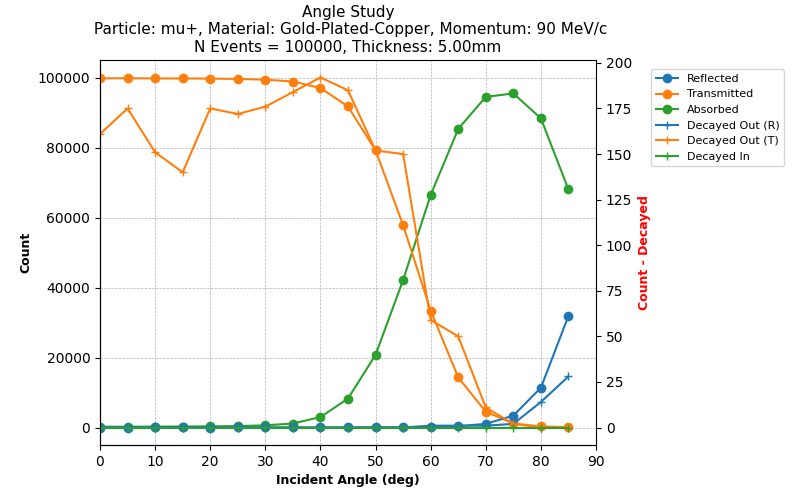 Angle Study
Particle: mu+, Material: Gold-Plated-Copper, Momentum: 90 MeV/c
N Events = 100000, Thickness: 5.00mm
100000
80000
60000
40000
20000
0
Count
0 10 20 30 40 50 60 70 80 90
Incident Angle (deg)
200
175
150
125
100
75
50
25
0
Count - Decayed
Reflected
Transmitted
Absorbed
Decayed Out (R)
Decayed Out (T)
Decayed In